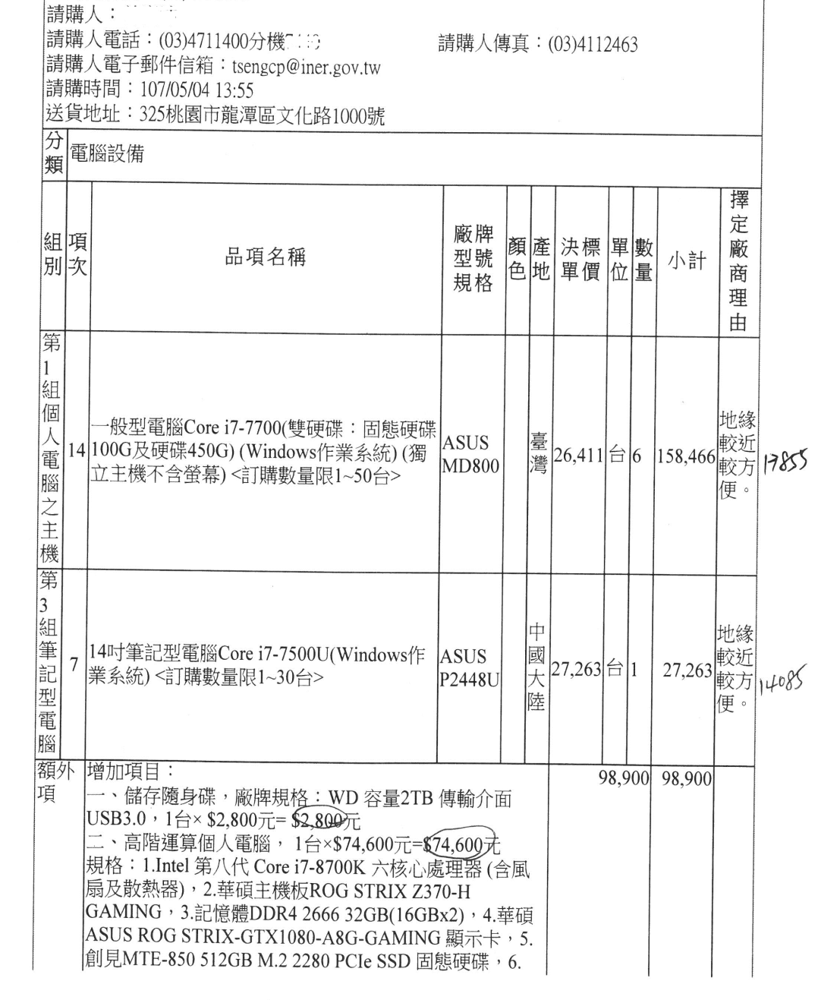 請購人：
請購人電話：(03)4711400分機
請購人傳真：(03)4112463
請購人電子郵件信箱：tsengcp@iner.gov.tw
請購時間：107/05/04 13:55
送貨地址：325桃園市龍潭區文化路1000號
分類
電腦設備
組別
項次
品項名稱
廠牌
型號
規格
顏色
產地
決標
單價
單位
數量
小計
擇定廠商理由
第1組個人電腦之主機
14
一般型電腦Core i7-7700(雙硬碟：固態硬碟
100G及硬碟450G) (Windows作業系統) (獨
立主機不含螢幕) <訂購數量限1~50台>
ASUS
MD800
臺灣
26,411
台
6
158,466
地緣
較近
較方
便。
17855
第3組筆記型電腦
7
14吋筆記型電腦Core i7-7500U(Windows作
業系統) <訂購數量限1~30台>
ASUS
P2448U
中國大陸
27,263
台
1
27,263
地緣
較近
較方
便。
14085
額外
項
增加項目：
一、儲存隨身碟，廠牌規格：WD 容量2TB 傳輸介面
USB3.0，1台× $2,800元= $2,800元
二、高階運算個人電腦， 1台×$74,600元=$74,600元
規格：1.Intel 第八代 Core i7-8700K 六核心處理器 (含風
扇及散熱器)，2.華碩主機板ROG STRIX Z370-H
GAMING，3.記憶體DDR4 2666 32GB(16GBx2)，4.華碩
ASUS ROG STRIX-GTX1080-A8G-GAMING 顯示卡，5.
創見MTE-850 512GB M.2 2280 PCIe SSD 固態硬碟，6.
98,900
98,900